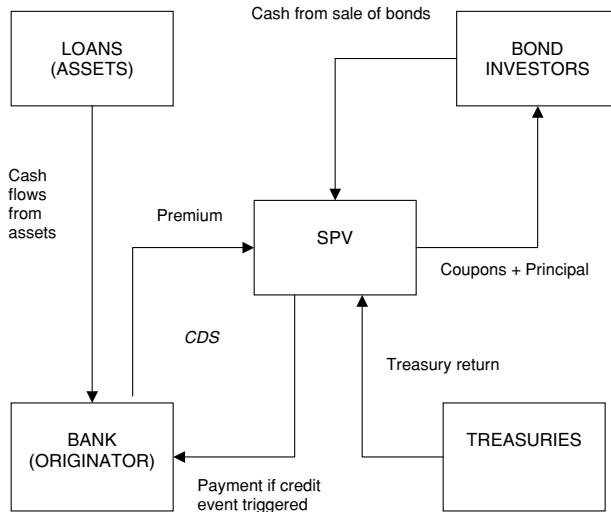 Cash from sale of bonds
LOANS
(ASSETS)
BOND
INVESTORS
Cash
flows
from
assets
Premium
SPV
Coupons + Principal
CDS
Treasury return
BANK
(ORIGINATOR)
TREASURIES
Payment if credit
event triggered